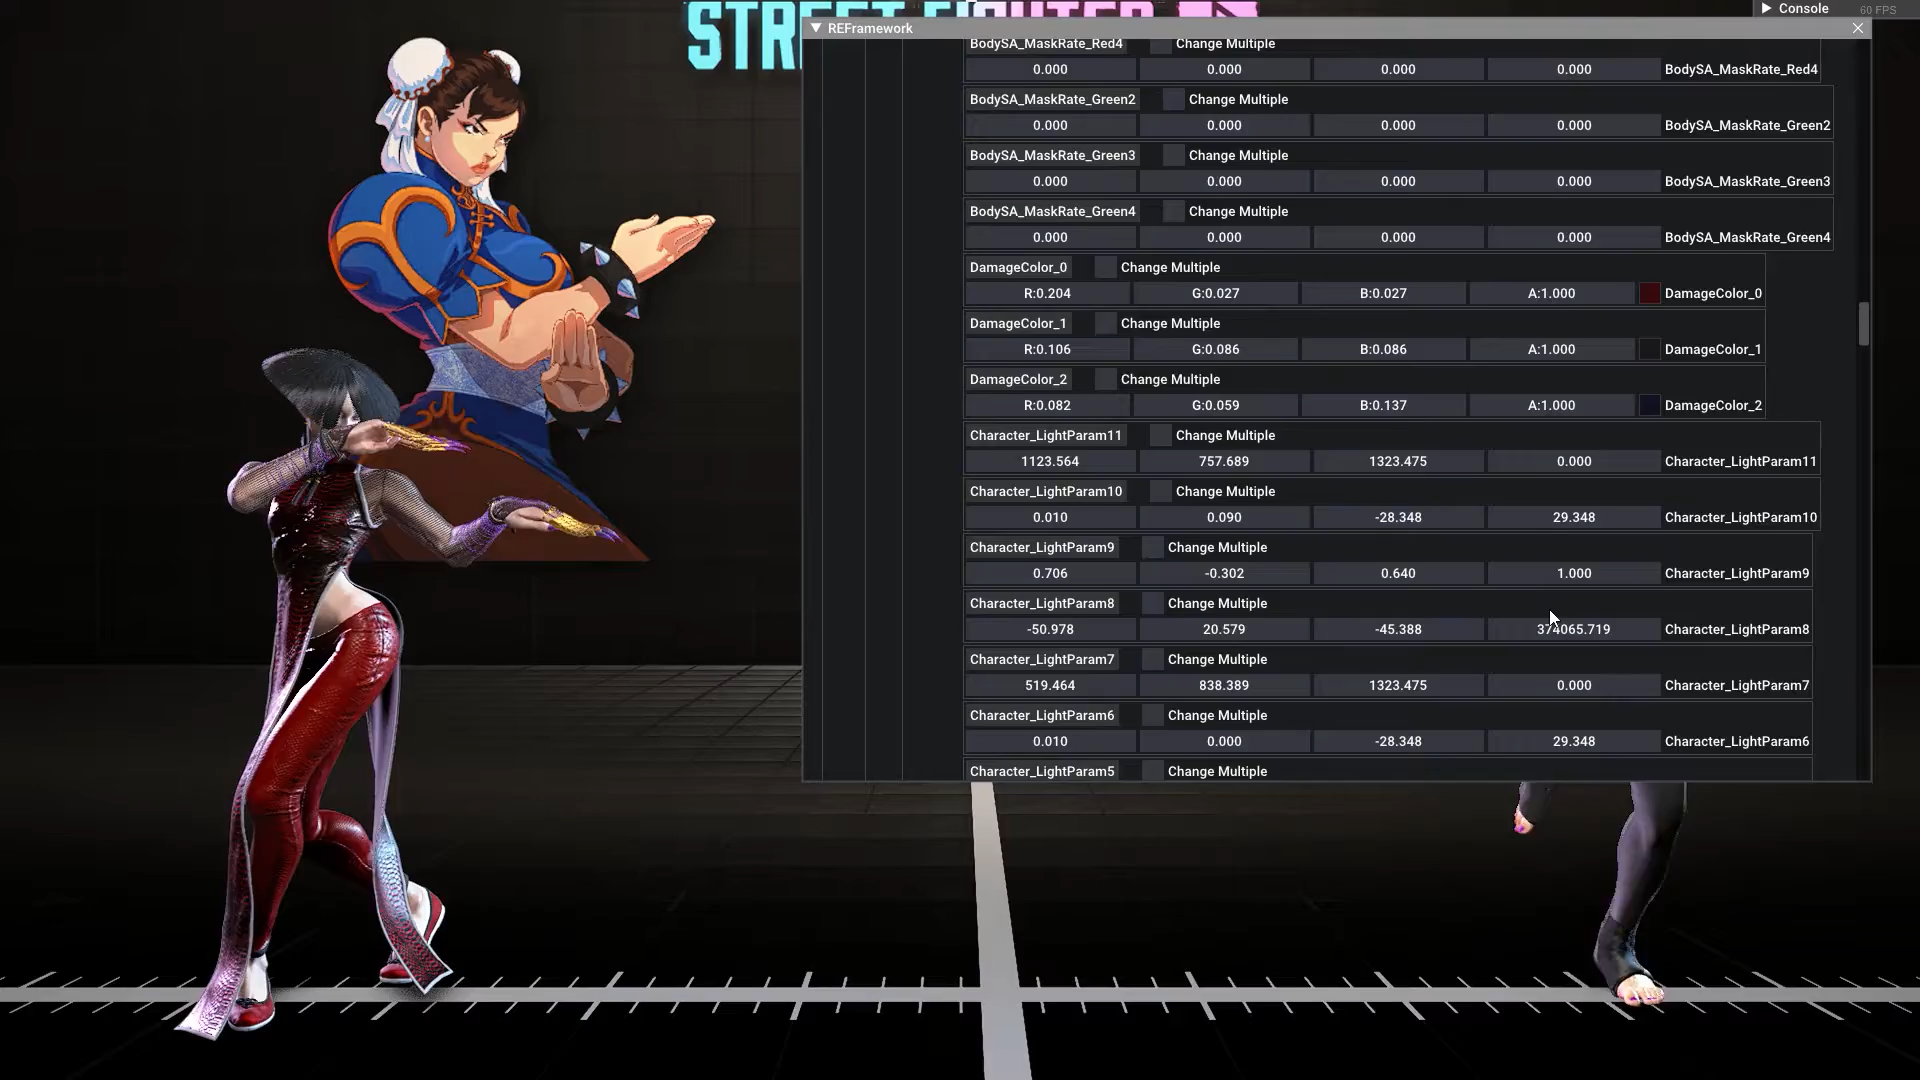 STREET FIGHTER
Console 60 FPS
REFramework
BodySA_MaskRate_Red4 Change Multiple
0.000 0.000 0.000 0.000 BodySA_MaskRate_Red4
BodySA_MaskRate_Green2 Change Multiple
0.000 0.000 0.000 0.000 BodySA_MaskRate_Green2
BodySA_MaskRate_Green3 Change Multiple
0.000 0.000 0.000 0.000 BodySA_MaskRate_Green3
BodySA_MaskRate_Green4 Change Multiple
0.000 0.000 0.000 0.000 BodySA_MaskRate_Green4
DamageColor_0 Change Multiple
R:0.204 G:0.027 B:0.027 A:1.000 DamageColor_0
DamageColor_1 Change Multiple
R:0.106 G:0.086 B:0.086 A:1.000 DamageColor_1
DamageColor_2 Change Multiple
R:0.082 G:0.059 B:0.137 A:1.000 DamageColor_2
Character_LightParam11 Change Multiple
1123.564 757.689 1323.475 0.000 Character_LightParam11
Character_LightParam10 Change Multiple
0.010 0.090 -28.348 29.348 Character_LightParam10
Character_LightParam9 Change Multiple
0.706 -0.302 0.640 1.000 Character_LightParam9
Character_LightParam8 Change Multiple
-50.978 20.579 -45.388 374065.719 Character_LightParam8
Character_LightParam7 Change Multiple
519.464 838.389 1323.475 0.000 Character_LightParam7
Character_LightParam6 Change Multiple
0.010 0.000 -28.348 29.348 Character_LightParam6
Character_LightParam5 Change Multiple